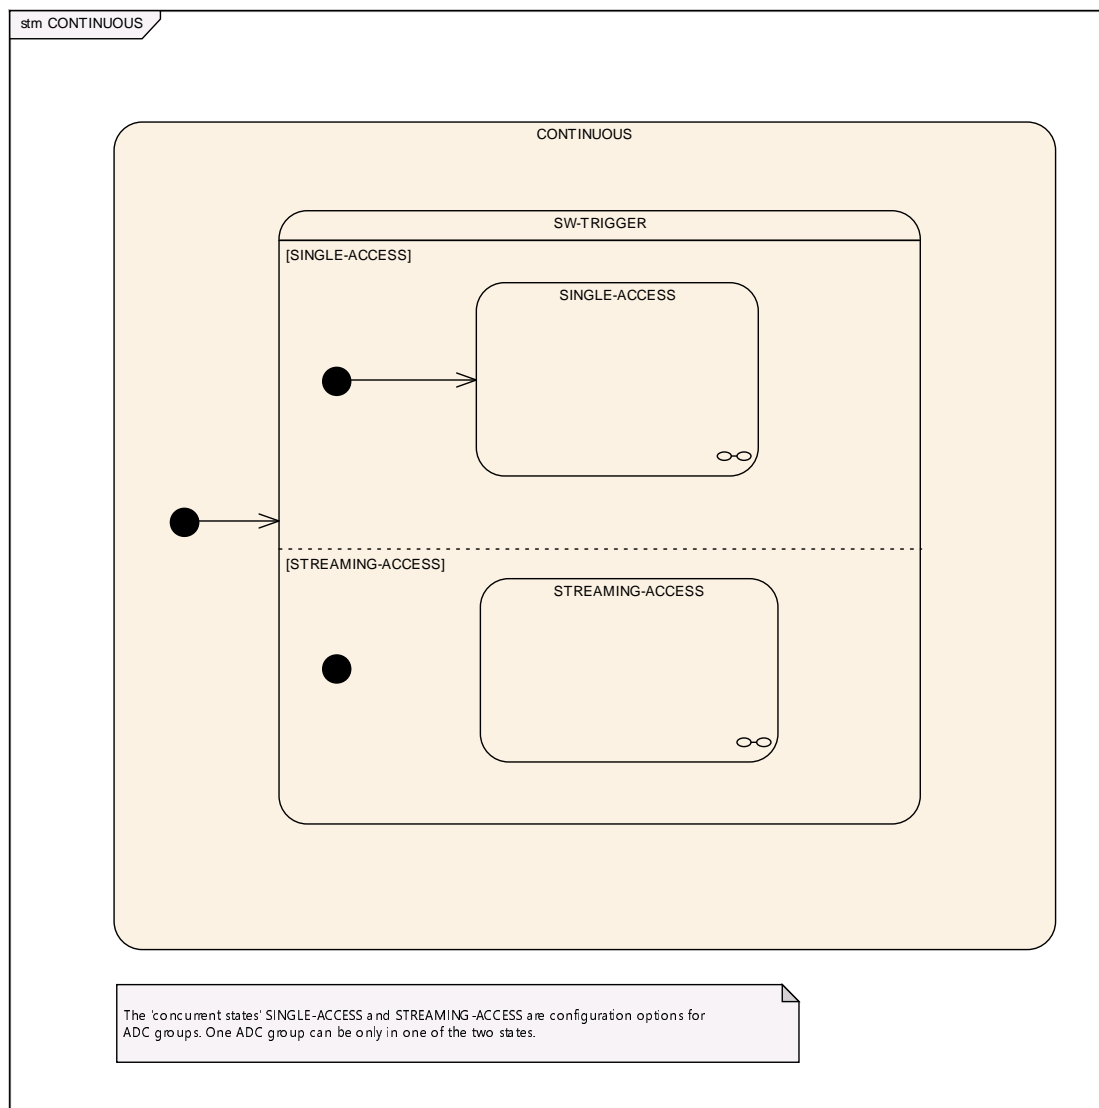 stm CONTINUOUS
CONTINUOUS
SW-TRIGGER
[SINGLE-ACCESS]
SINGLE-ACCESS
[STREAMING-ACCESS]
STREAMING-ACCESS
The 'concurrent states' SINGLE-ACCESS and STREAMING-ACCESS are configuration options for
ADC groups. One ADC group can be only in one of the two states.